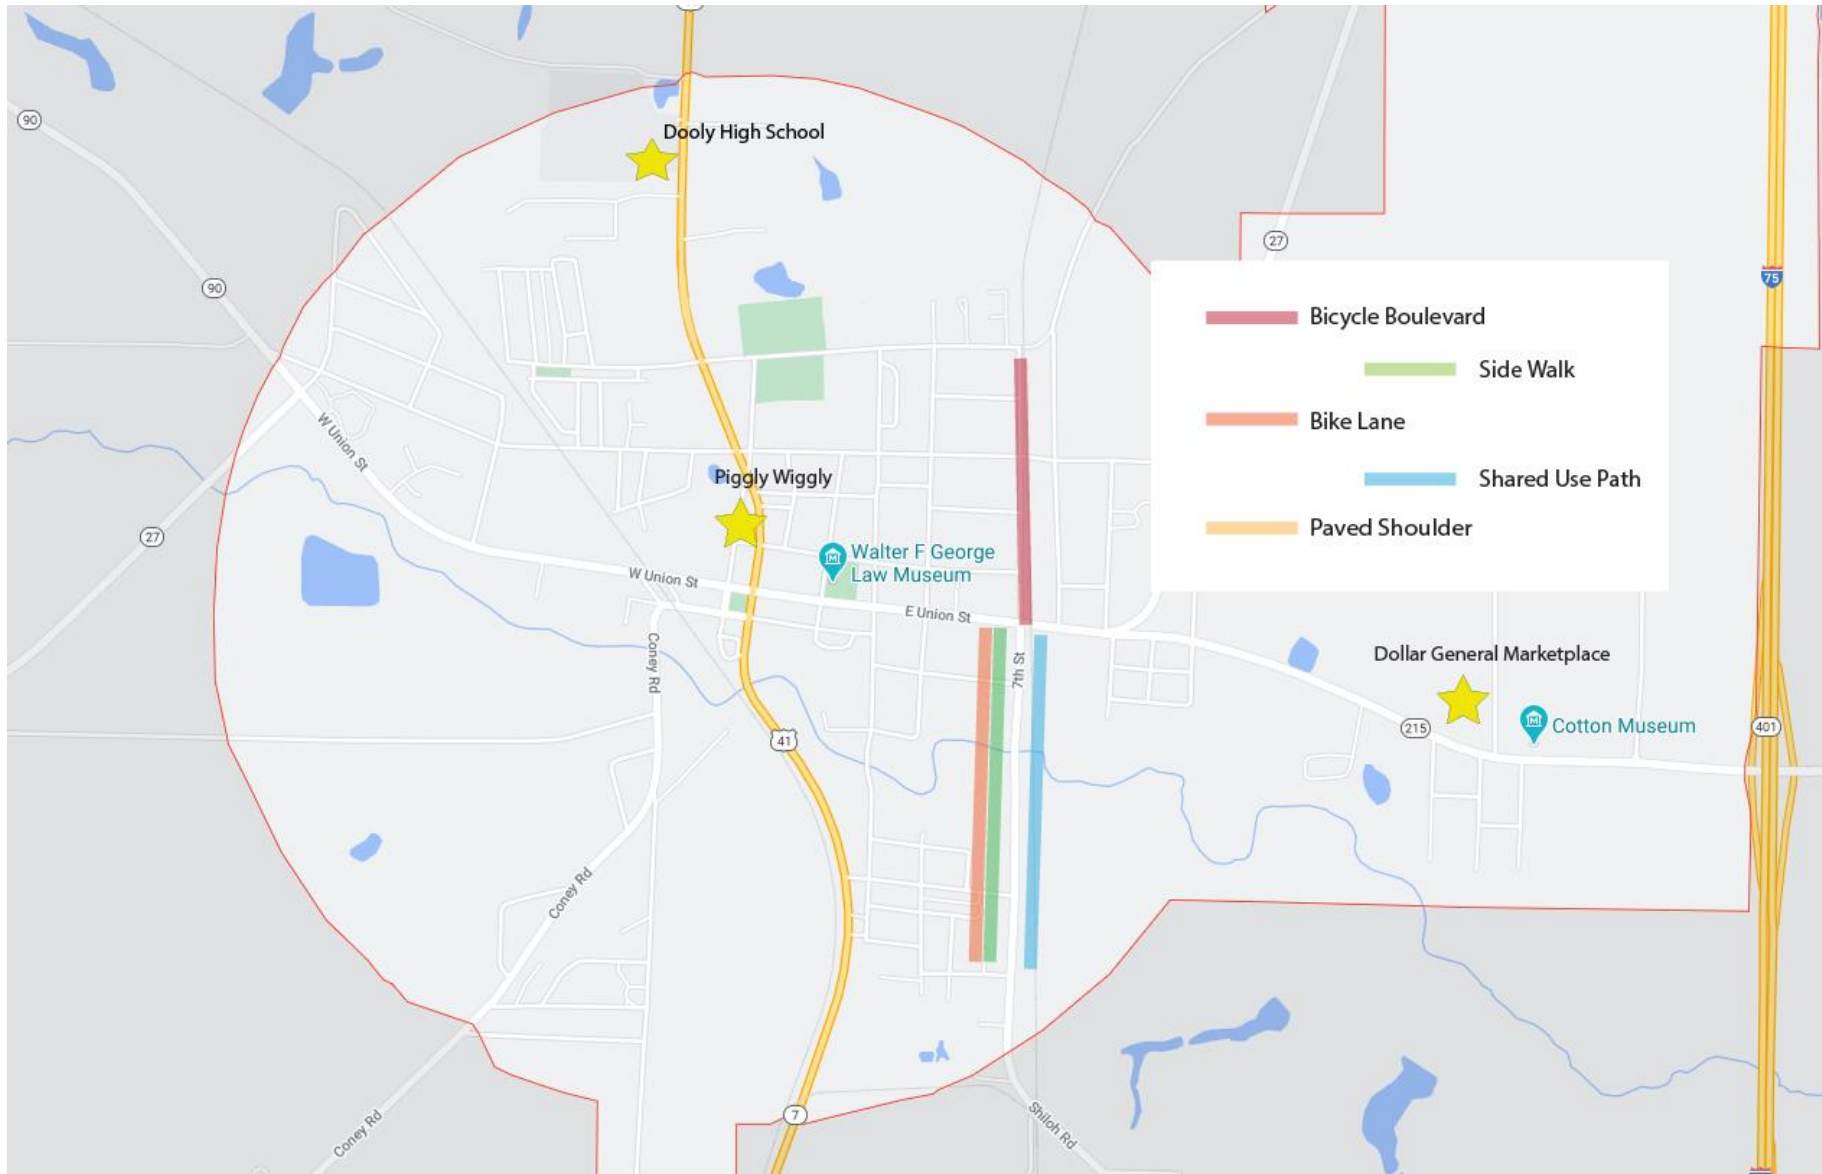 90
Dooly High School
27
75
90
Bicycle Boulevard
Side Walk
W Union St
Bike Lane
Piggly Wiggly
Shared Use Path
Paved Shoulder
27
Walter F George
Law Museum
W Union St
E Union St
Coney Rd
7th St
Dollar General Marketplace
41
215
Cotton Museum
401
Coney Rd
7
Coney Rd
Shiloh Rd